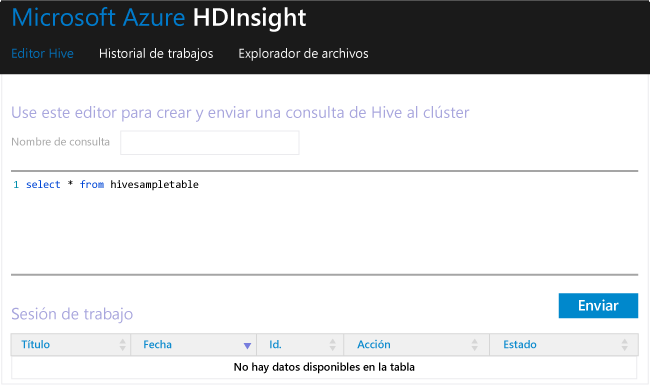 Microsoft Azure HDInsight
Editor Hive Historial de trabajos Explorador de archivos
Use este editor para crear y enviar una consulta de Hive al clúster
Nombre de consulta
1 select * from hivesampletable
Enviar
Sesión de trabajo
Título Fecha Id. Acción Estado
No hay datos disponibles en la tabla